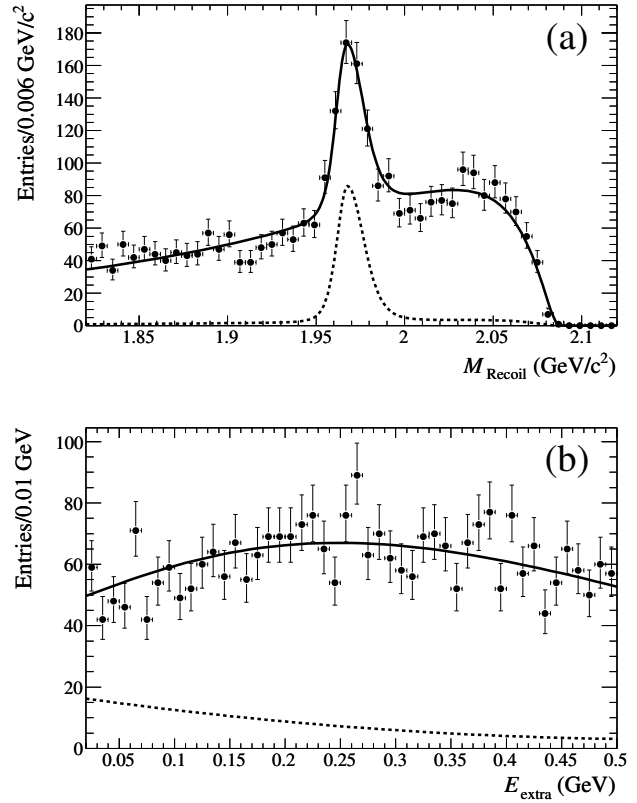 (a)
Entries/0.006 GeV/c²
180
160
140
120
100
80
60
40
20
0
1.85 1.9 1.95 2 2.05 2.1
M Recoil (GeV/c²)
(b)
Entries/0.01 GeV
100
80
60
40
20
0
0.05 0.1 0.15 0.2 0.25 0.3 0.35 0.4 0.45 0.5
E extra (GeV)